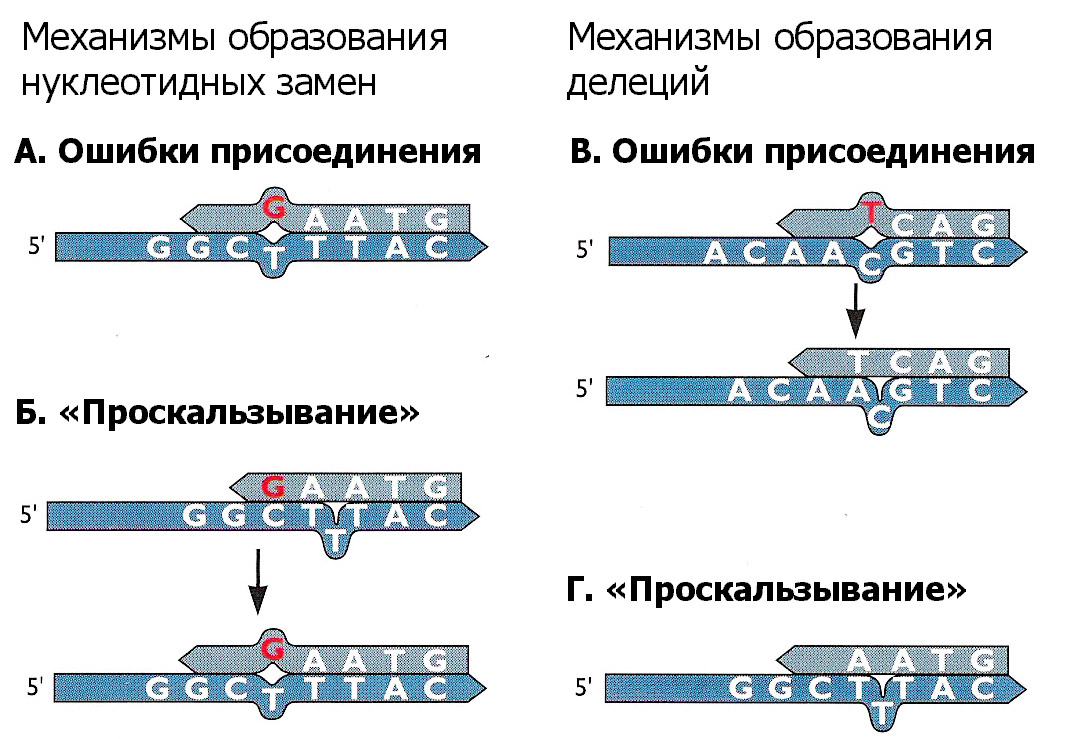 Механизмы образования
нуклеотидных замен
А. Ошибки присоединения
G A A T G
5' G G C T T T A C
Б. «Проскальзывание»
G A A T G
5' G G C T T A C
T
G A A T G
5' G G C T T T A C
Механизмы образования
делеций
В. Ошибки присоединения
T C A G
5' A C A A C G T C
T C A G
5' A C A A G T C
C
Г. «Проскальзывание»
A A T G
5' G G C T T A C
T